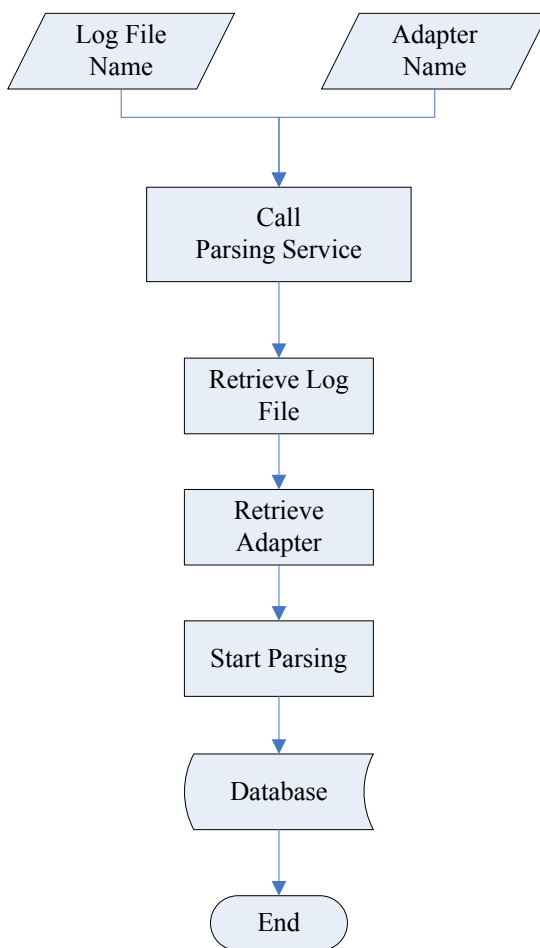 Log File
Name
Adapter
Name
Call
Parsing Service
Retrieve Log
File
Retrieve
Adapter
Start Parsing
Database
End